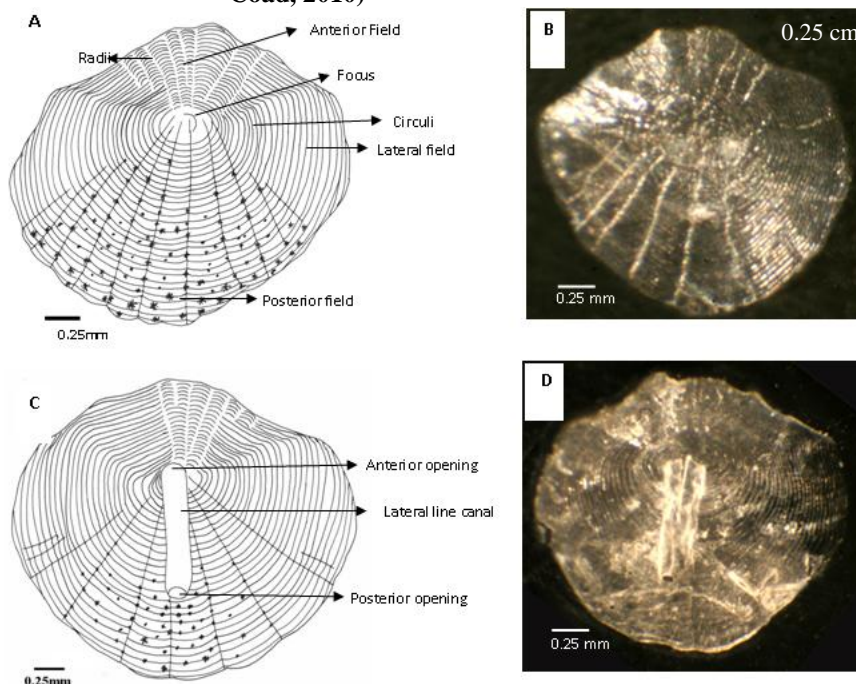 Coad, 2010)
A
Anterior Field
Radii
Focus
Circuli
Lateral field
Posterior field
0.25mm
B
0.25 cm
0.25 mm
C
Anterior opening
Lateral line canal
Posterior opening
0.25mm
D
0.25 mm